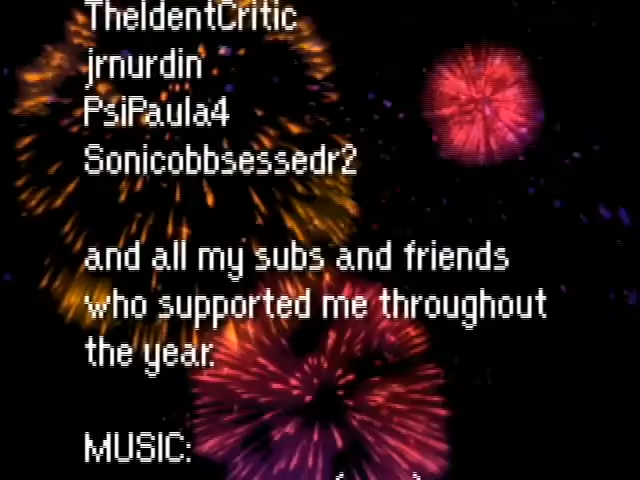 TheIdentCritic
jrnurdin
PsiPaula4
Sonicobbsessedr2
and all my subs and friends
who supported me throughout
the year.
MUSIC: